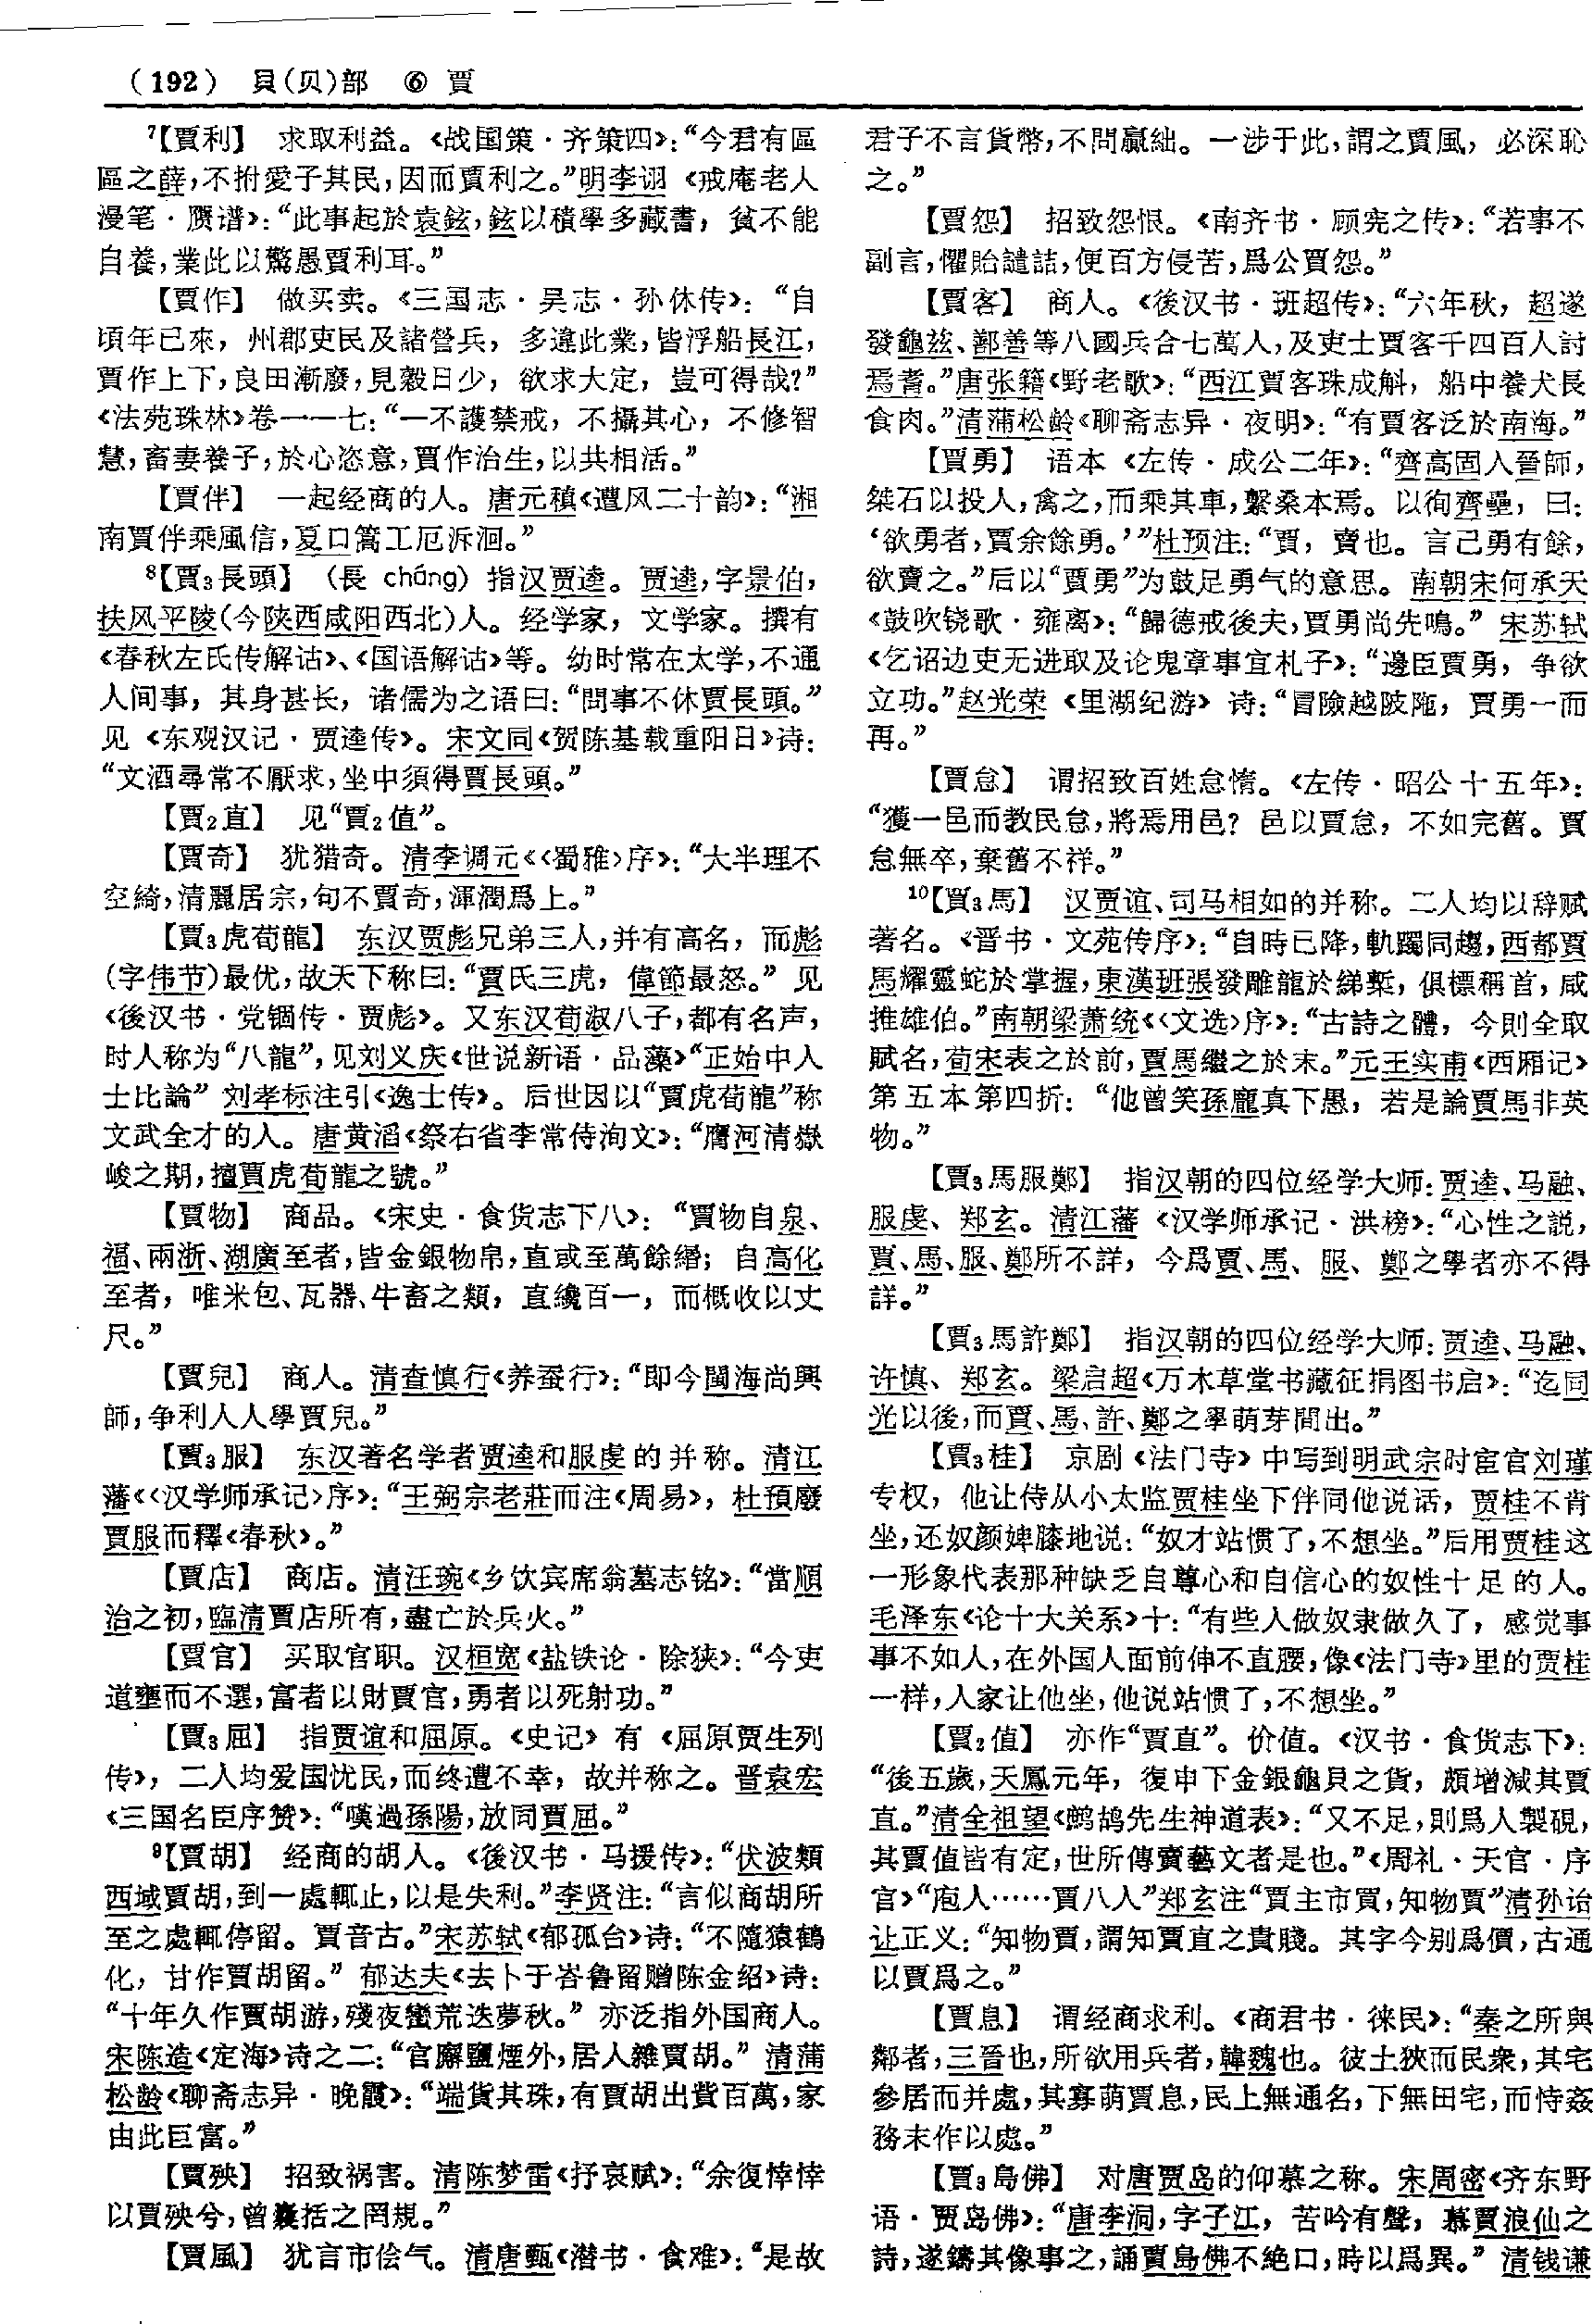 (192) 貝(贝)部 ⑥ 賈
⁷【賈利】 求取利益。《战国策·齐策四》：“今君有區
區之薛，不拊愛子其民，因而賈利之。”明李诩《戒庵老人
漫笔·赝谱》：“此事起於袁鉉，鉉以積學多藏書，貧不能
自養，業此以驚愚賈利耳。”
【賈作】 做买卖。《三国志·吴志·孙休传》：“自
頃年已來，州郡吏民及諸營兵，多違此業，皆浮船長江，
賈作上下，良田漸廢，見穀日少，欲求大定，豈可得哉？”
《法苑珠林》卷一一七：“一不護禁戒，不攝其心，不修智
慧，畜妻養子，於心恣意，賈作治生，以共相活。”
【賈伴】 一起经商的人。唐元稹《遭风二十韵》：“湘
南賈伴乘風信，夏口篙工厄泝洄。”
⁸【賈₃長頭】 （長 cháng）指汉贾逵。贾逵，字景伯，
扶风平陵（今陕西咸阳西北）人。经学家，文学家。撰有
《春秋左氏传解诂》、《国语解诂》等。幼时常在太学，不通
人间事，其身甚长，诸儒为之语曰：“問事不休賈長頭。”
见《东观汉记·贾逵传》。宋文同《贺陈基载重阳日》诗：
“文酒尋常不厭求，坐中須得賈長頭。”
【賈₂直】 见“賈₂值”。
【賈奇】 犹猎奇。清李调元《〈蜀雅〉序》：“大半理不
空綺，清麗居宗，句不賈奇，渾潤爲上。”
【賈₃虎荀龍】 东汉贾彪兄弟三人，并有高名，而彪
（字伟节）最优，故天下称曰：“賈氏三虎，偉節最怒。”见
《後汉书·党锢传·贾彪》。又东汉荀淑八子，都有名声，
时人称为“八龍”，见刘义庆《世说新语·品藻》“正始中人
士比論”刘孝标注引《逸士传》。后世因以“賈虎荀龍”称
文武全才的人。唐黄滔《祭右省李常侍洵文》：“膺河清嶽
峻之期，擅賈虎荀龍之號。”
【賈物】 商品。《宋史·食货志下八》：“賈物自泉、
福、兩浙、湖廣至者，皆金銀物帛，直或至萬餘緡；自高化
至者，唯米包、瓦器、牛畜之類，直纔百一，而概收以丈
尺。”
【賈兒】 商人。清查慎行《养蚕行》：“即今閩海尚興
師，争利人人學賈兒。”
【賈₃服】 东汉著名学者贾逵和服虔的并称。清江
藩《〈汉学师承记〉序》：“王弼宗老莊而注《周易》，杜預廢
賈服而釋《春秋》。”
【賈店】 商店。清汪琬《乡饮宾席翁墓志铭》：“當順
治之初，臨清賈店所有，盡亡於兵火。”
【賈官】 买取官职。汉桓宽《盐铁论·除狭》：“今吏
道壅而不選，富者以財賈官，勇者以死射功。”
【賈₃屈】 指贾谊和屈原。《史记》有《屈原贾生列
传》，二人均爱国忧民，而终遭不幸，故并称之。晋袁宏
《三国名臣序赞》：“嘆過孫陽，放同賈屈。”
⁹【賈胡】 经商的胡人。《後汉书·马援传》：“伏波類
西域賈胡，到一處輒止，以是失利。”李贤注：“言似商胡所
至之處輒停留。賈音古。”宋苏轼《郁孤台》诗：“不隨猿鶴
化，甘作賈胡留。”郁达夫《去卜干峇鲁留赠陈金绍》诗：
“十年久作賈胡游，殘夜蠻荒迭夢秋。”亦泛指外国商人。
宋陈造《定海》诗之二：“官廨鹽煙外，居人雜賈胡。”清蒲
松龄《聊斋志异·晚霞》：“端貨其珠，有賈胡出貲百萬，家
由此巨富。”
【賈殃】 招致祸害。清陈梦雷《抒哀赋》：“余復悻悻
以賈殃兮，曾囊括之罔規。”
【賈風】 犹言市侩气。清唐甄《潜书·食难》：“是故
君子不言貨幣，不問贏絀。一涉于此，謂之賈風，必深恥
之。”
【賈怨】 招致怨恨。《南齐书·顾宪之传》：“若事不
副言，懼貽譴詰，便百方侵苦，爲公賈怨。”
【賈客】 商人。《後汉书·班超传》：“六年秋，超遂
發龜兹、鄯善等八國兵合七萬人，及吏士賈客千四百人討
焉耆。”唐张籍《野老歌》：“西江賈客珠成斛，船中養犬長
食肉。”清蒲松龄《聊斋志异·夜明》：“有賈客泛於南海。”
【賈勇】 语本《左传·成公二年》：“齊高固入晉師，
桀石以投人，禽之，而乘其車，繫桑本焉。以徇齊壘，曰：
‘欲勇者，賈余餘勇。’”杜预注：“賈，賣也。言己勇有餘，
欲賣之。”后以“賈勇”为鼓足勇气的意思。南朝宋何承天
《鼓吹铙歌·雍离》：“歸德戒後夫，賈勇尚先鳴。”宋苏轼
《乞诏边吏无进取及论鬼章事宜札子》：“邊臣賈勇，争欲
立功。”赵光荣《里湖纪游》诗：“冒險越陂陁，賈勇一而
再。”
【賈怠】 谓招致百姓怠惰。《左传·昭公十五年》：
“獲一邑而教民怠，將焉用邑？邑以賈怠，不如完舊。賈
怠無卒，棄舊不祥。”
¹⁰【賈₃馬】 汉贾谊、司马相如的并称。二人均以辞赋
著名。《晋书·文苑传序》：“自時已降，軌躅同趨，西都賈
馬耀靈蛇於掌握，東漢班張發雕龍於綈槧，俱標稱首，咸
推雄伯。”南朝梁萧统《〈文选〉序》：“古詩之體，今則全取
賦名，荀宋表之於前，賈馬繼之於末。”元王实甫《西厢记》
第五本第四折：“他曾笑孫龐真下愚，若是論賈馬非英
物。”
【賈₃馬服鄭】 指汉朝的四位经学大师：贾逵、马融、
服虔、郑玄。清江藩《汉学师承记·洪榜》：“心性之説，
賈、馬、服、鄭所不詳，今爲賈、馬、服、鄭之學者亦不得
詳。”
【賈₃馬許鄭】 指汉朝的四位经学大师：贾逵、马融、
许慎、郑玄。梁启超《万木草堂书藏征捐图书启》：“迄同
光以後，而賈、馬、許、鄭之學萌芽間出。”
【賈₃桂】 京剧《法门寺》中写到明武宗时宦官刘瑾
专权，他让侍从小太监贾桂坐下伴同他说话，贾桂不肯
坐，还奴颜婢膝地说：“奴才站惯了，不想坐。”后用贾桂这
一形象代表那种缺乏自尊心和自信心的奴性十足的人。
毛泽东《论十大关系》十：“有些人做奴隶做久了，感觉事
事不如人，在外国人面前伸不直腰，像《法门寺》里的贾桂
一样，人家让他坐，他说站惯了，不想坐。”
【賈₂值】 亦作“賈直”。价值。《汉书·食货志下》：
“後五歲，天鳳元年，復申下金銀龜貝之貨，頗增減其賈
直。”清全祖望《鹧鸪先生神道表》：“又不足，則爲人製硯，
其賈值皆有定，世所傳賣藝文者是也。”《周礼·天官·序
官》“庖人……賈八人”郑玄注“賈主市買，知物賈”清孙诒
让正义：“知物賈，謂知賈直之貴賤。其字今别爲價，古通
以賈爲之。”
【賈息】 谓经商求利。《商君书·徕民》：“秦之所與
鄰者，三晉也，所欲用兵者，韓魏也。彼土狹而民衆，其宅
參居而并處，其寡萌賈息，民上無通名，下無田宅，而恃姦
務末作以處。”
【賈₃島佛】 对唐贾岛的仰慕之称。宋周密《齐东野
语·贾岛佛》：“唐李洞，字子江，苦吟有聲，慕賈浪仙之
詩，遂鑄其像事之，誦賈島佛不絶口，時以爲異。”清钱谦